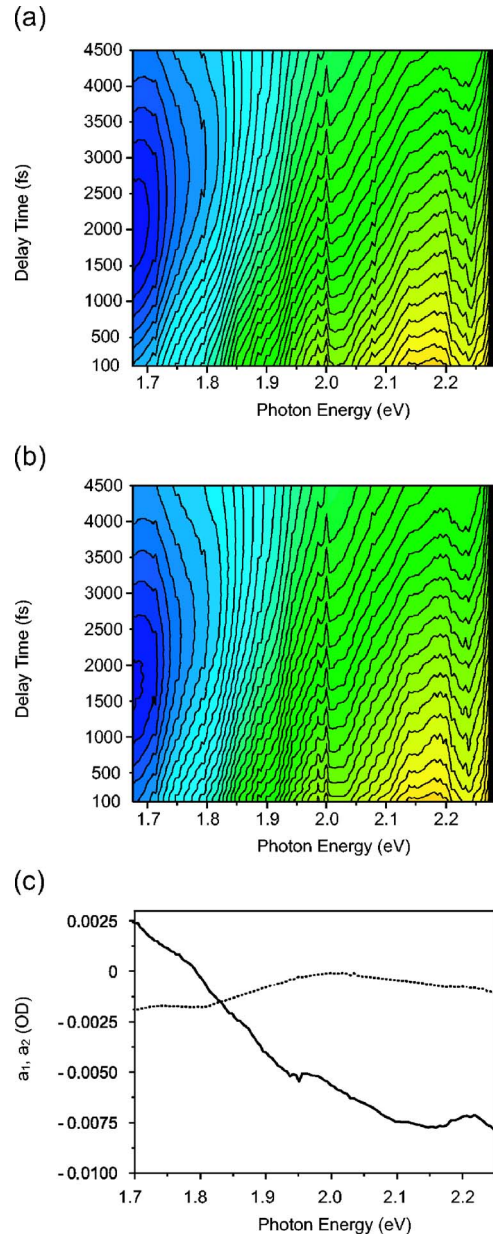 (a)
4500
4000
3500
3000
2500
2000
1500
1000
500
100
Delay Time (fs)
1.7 1.8 1.9 2.0 2.1 2.2
Photon Energy (eV)
(b)
4500
4000
3500
3000
2500
2000
1500
1000
500
100
Delay Time (fs)
1.7 1.8 1.9 2.0 2.1 2.2
Photon Energy (eV)
(c)
0.0025
0
-0.0025
-0.0050
-0.0075
-0.0100
a₁, a₂ (OD)
1.7 1.8 1.9 2.0 2.1 2.2
Photon Energy (eV)